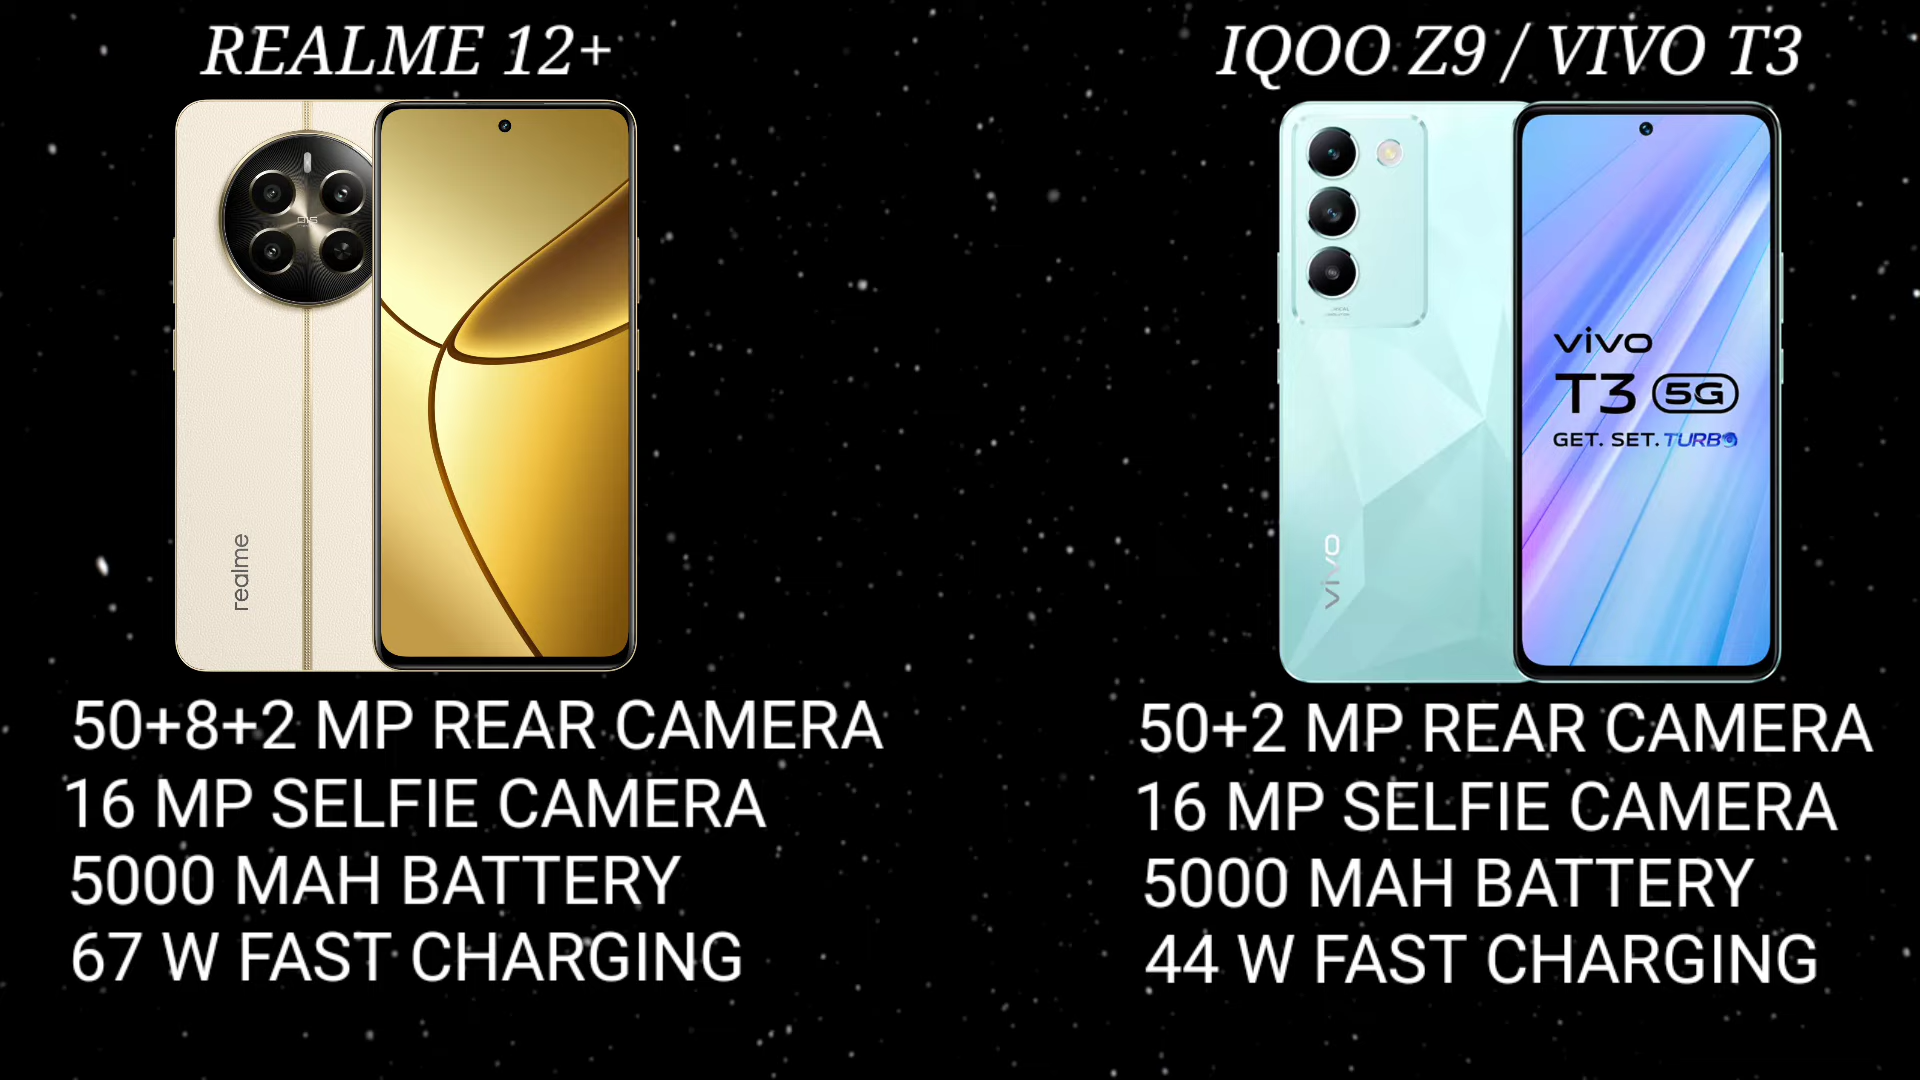 REALME 12+
IQOO Z9 / VIVO T3
realme
vivo
vivo
T3 5G
GET. SET. TURBO
50+8+2 MP REAR CAMERA
16 MP SELFIE CAMERA
5000 MAH BATTERY
67 W FAST CHARGING
50+2 MP REAR CAMERA
16 MP SELFIE CAMERA
5000 MAH BATTERY
44 W FAST CHARGING